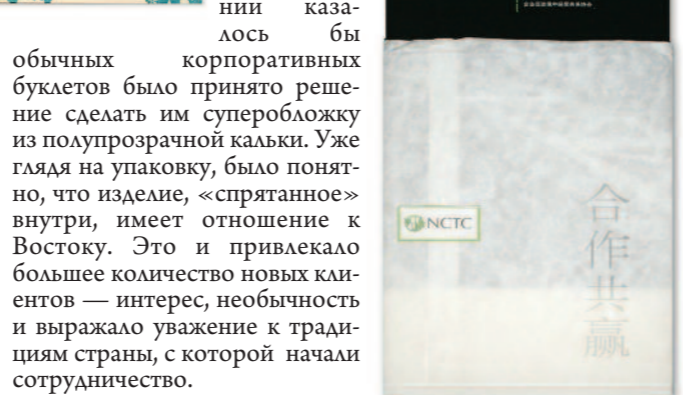 нии каза-
лось бы
обычных корпоративных
буклетов было принято реше-
ние сделать им суперобложку
из полупрозрачной кальки. Уже
глядя на упаковку, было понят-
но, что изделие, «спрятанное»
внутри, имеет отношение к
Востоку. Это и привлекало
большее количество новых кли-
ентов — интерес, необычность
и выражало уважение к тради-
циям страны, с которой начали
сотрудничество.
NCTC
合作共赢